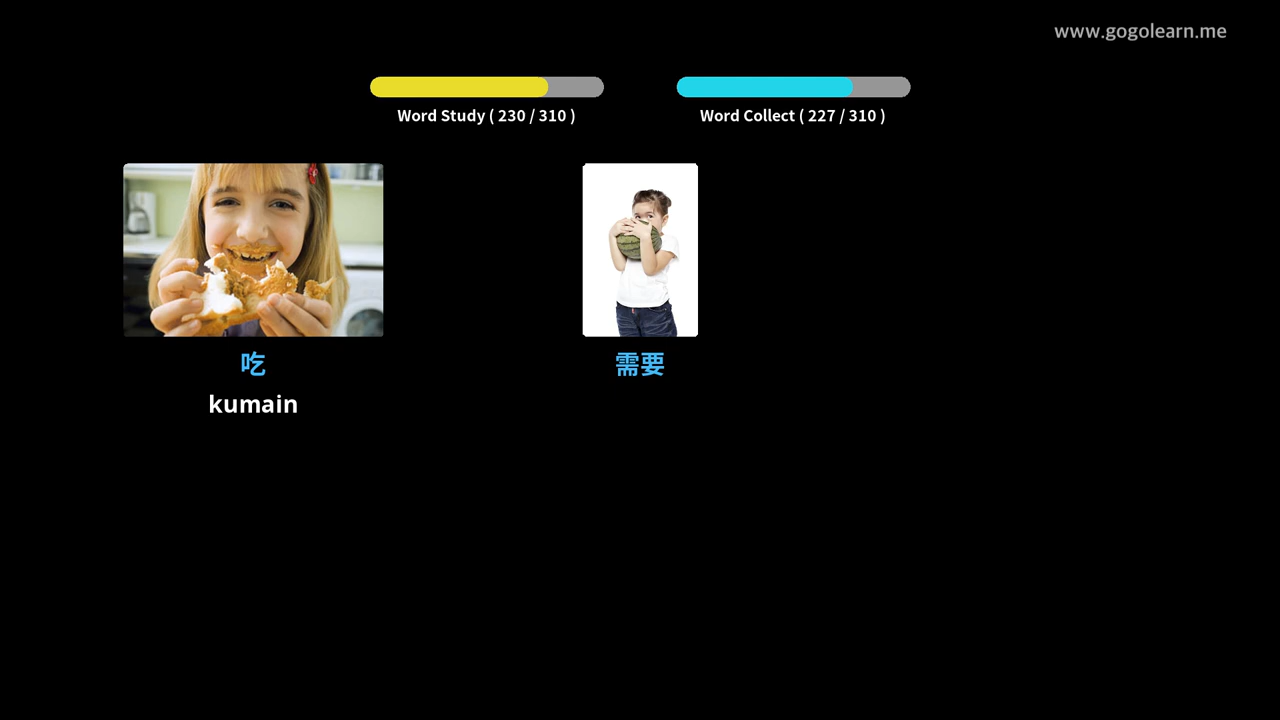 www.gogolearn.me
Word Study ( 230 / 310 )
Word Collect ( 227 / 310 )
吃
需要
kumain